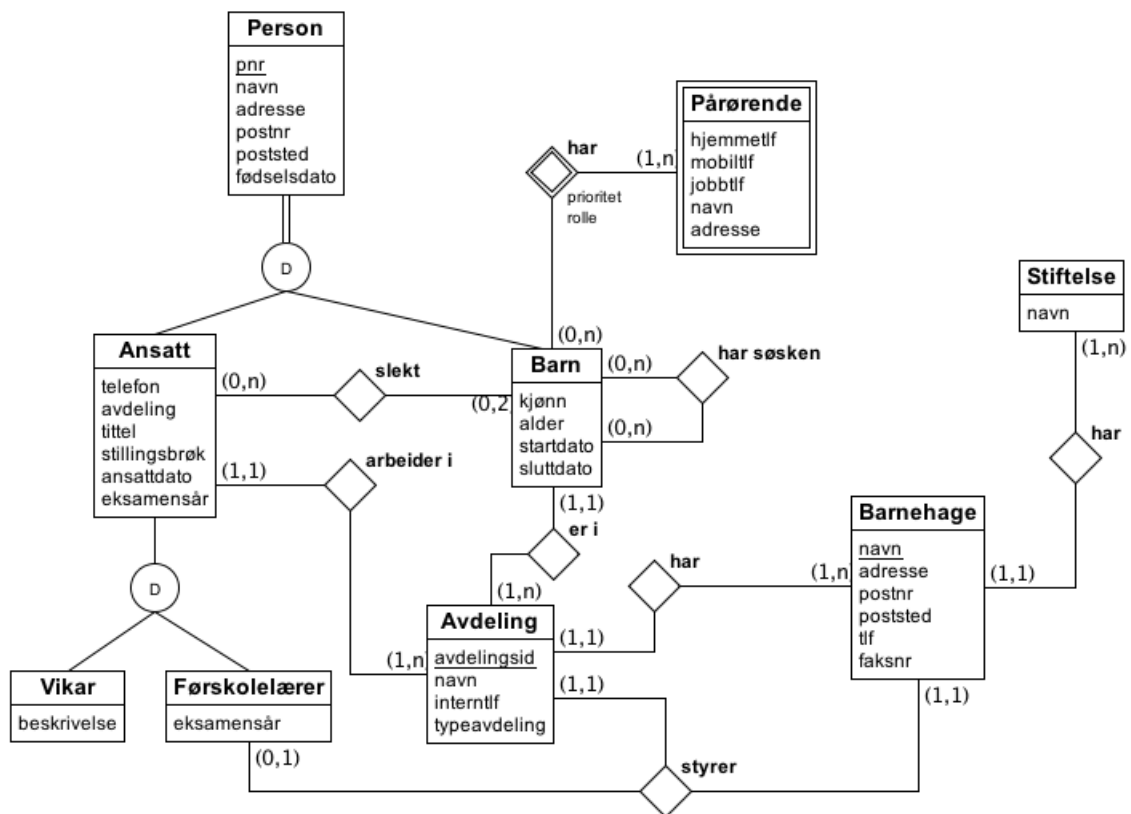 Person
pnr
navn
adresse
postnr
poststed
fødselsdato
D
har
(1,n)
prioritet
rolle
(0,n)
Pårørende
hjemmetlf
mobiltlf
jobbtlf
navn
adresse
Stiftelse
navn
(1,n)
har
(1,1)
Ansatt
telefon
avdeling
tittel
stillingsbrøk
ansattdato
eksamensår
(0,n)
slekt
(0,2)
(1,1)
arbeider i
(1,n)
Barn
kjønn
alder
startdato
sluttdato
(0,n)
har søsken
(0,n)
(1,1)
er i
(1,n)
Barnehage
navn
adresse
postnr
poststed
tlf
faksnr
(1,n)
har
(1,1)
Avdeling
avdelingsid
navn
interntlf
typeavdeling
(1,1)
(1,1)
styrer
(0,1)
D
Vikar
beskrivelse
Førskolelærer
eksamensår